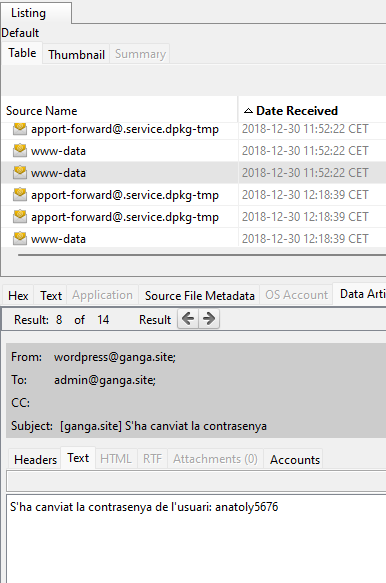 Listing
Default
Table Thumbnail Summary
Source Name Date Received
apport-forward@.service.dpkg-tmp 2018-12-30 11:52:22 CET
www-data 2018-12-30 11:52:22 CET
www-data 2018-12-30 11:52:22 CET
apport-forward@.service.dpkg-tmp 2018-12-30 12:18:39 CET
apport-forward@.service.dpkg-tmp 2018-12-30 12:18:39 CET
www-data 2018-12-30 12:18:39 CET
Hex Text Application Source File Metadata OS Account Data Arti
Result: 8 of 14 Result
From: wordpress@ganga.site;
To: admin@ganga.site;
CC:
Subject: [ganga.site] S'ha canviat la contrasenya
Headers Text HTML RTF Attachments (0) Accounts
S'ha canviat la contrasenya de l'usuari: anatoly5676